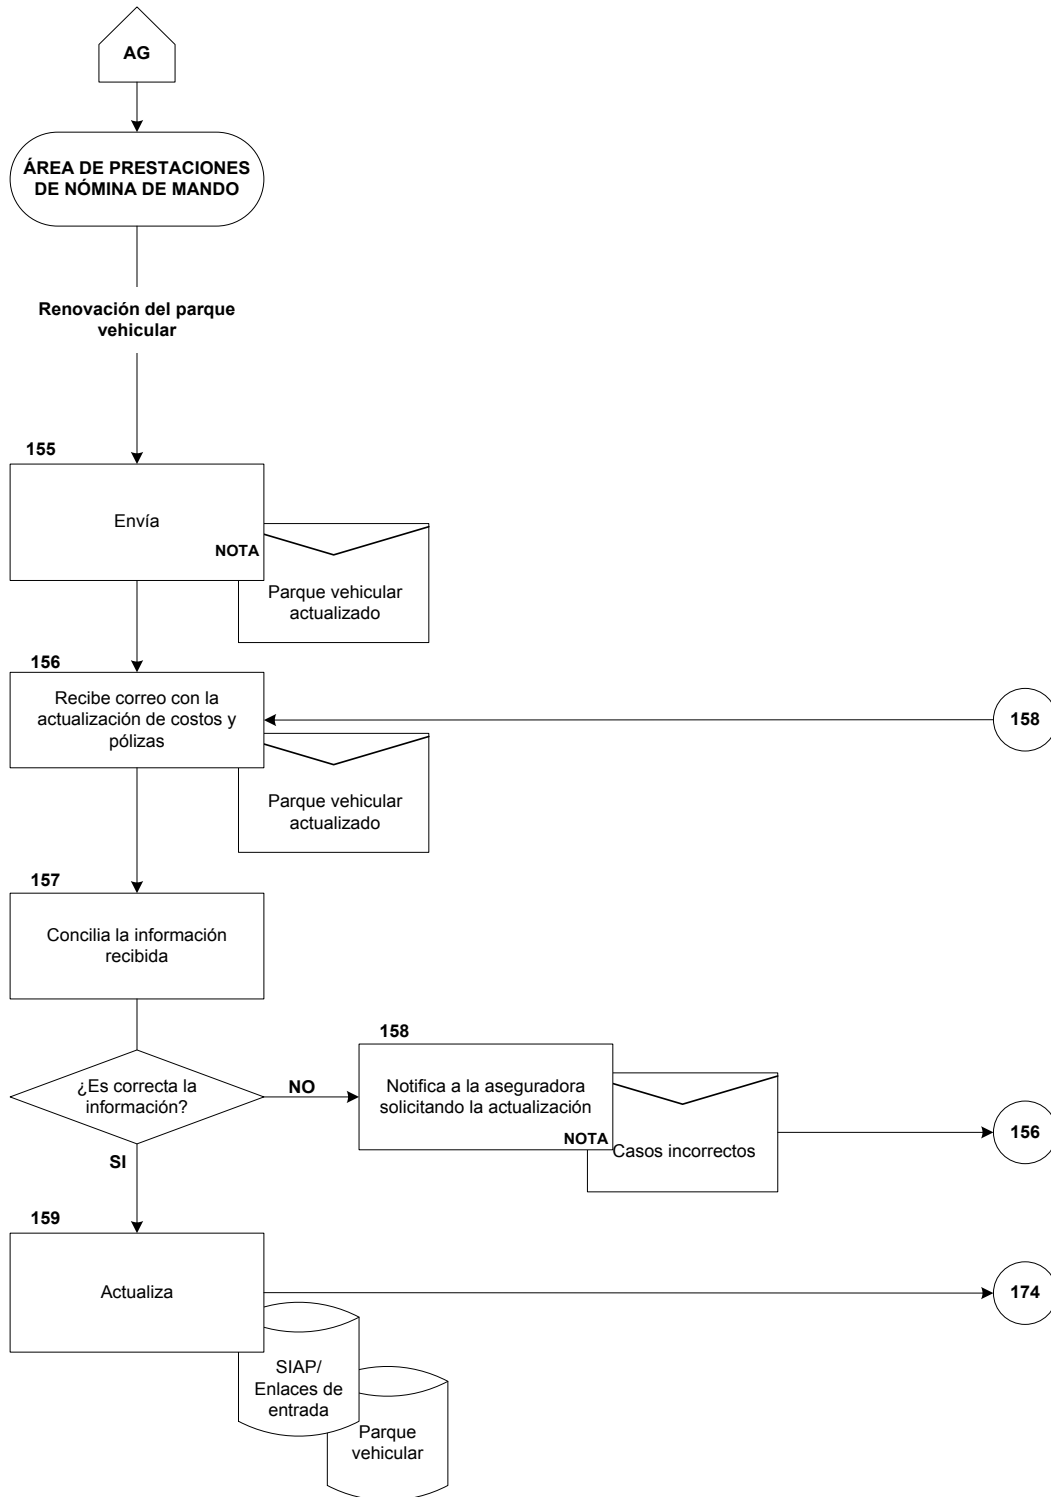 AG
ÁREA DE PRESTACIONES
DE NÓMINA DE MANDO
Renovación del parque
vehicular
155
Envía
NOTA
Parque vehicular
actualizado
156
Recibe correo con la
actualización de costos y
pólizas
158
Parque vehicular
actualizado
157
Concilia la información
recibida
¿Es correcta la
información?
NO
158
Notifica a la aseguradora
solicitando la actualización
NOTA
Casos incorrectos
156
SI
159
Actualiza
174
SIAP/
Enlaces de
entrada
Parque
vehicular